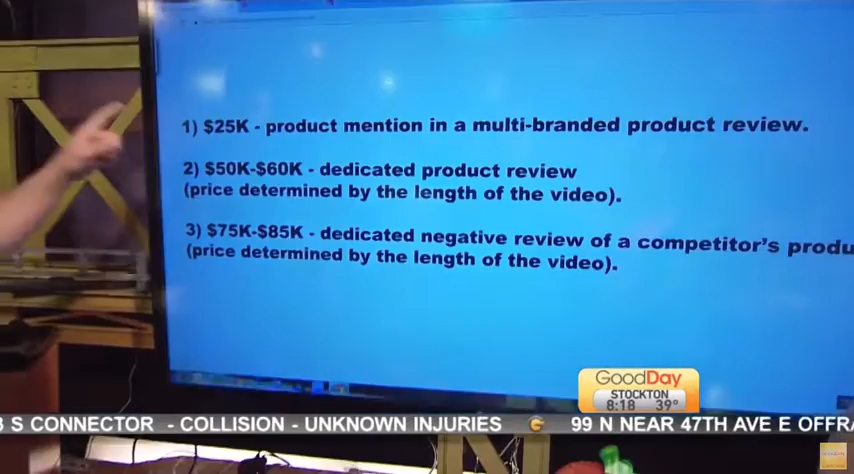 1) $25K - product mention in a multi-branded product review.
2) $50K-$60K - dedicated product review
(price determined by the length of the video).
3) $75K-$85K - dedicated negative review of a competitor's produ
(price determined by the length of the video).
GoodDay
STOCKTON
8:18 39°
S CONNECTOR - COLLISION - UNKNOWN INJURIES 99 N NEAR 47TH AVE E OFFRA